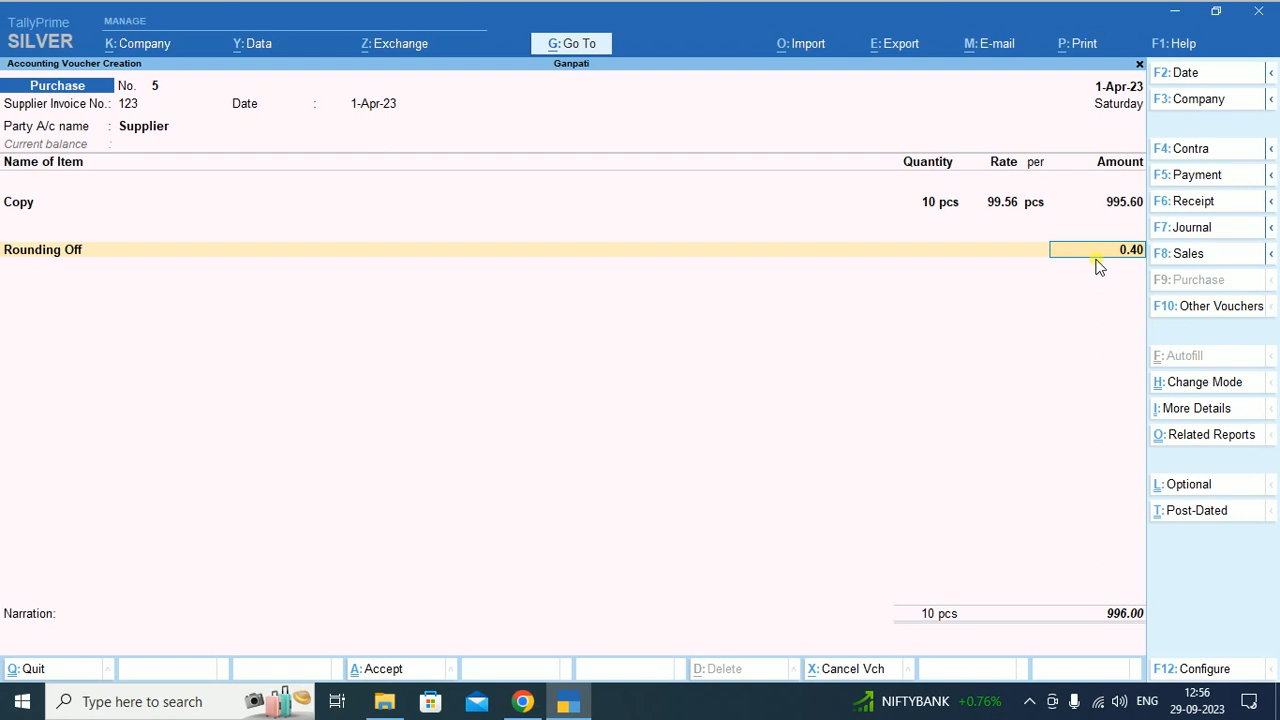 TallyPrime
MANAGE
SILVER
K: Company
Y: Data
Z: Exchange
G: Go To
O: Import
E: Export
M: E-mail
P: Print
F1: Help
Accounting Voucher Creation
Ganpati
Purchase No. 5
1-Apr-23
Supplier Invoice No.: 123 Date : 1-Apr-23
Saturday
Party A/c name : Supplier
Current balance :
Name of Item Quantity Rate per Amount
Copy 10 pcs 99.56 pcs 995.60
Rounding Off 0.40
Narration: 10 pcs 996.00
F2: Date
F3: Company
F4: Contra
F5: Payment
F6: Receipt
F7: Journal
F8: Sales
F9: Purchase
F10: Other Vouchers
F: Autofill
H: Change Mode
I: More Details
O: Related Reports
L: Optional
T: Post-Dated
Q: Quit
A: Accept
D: Delete
X: Cancel Vch
F12: Configure
Type here to search
NIFTYBANK +0.76%
ENG
12:56
29-09-2023